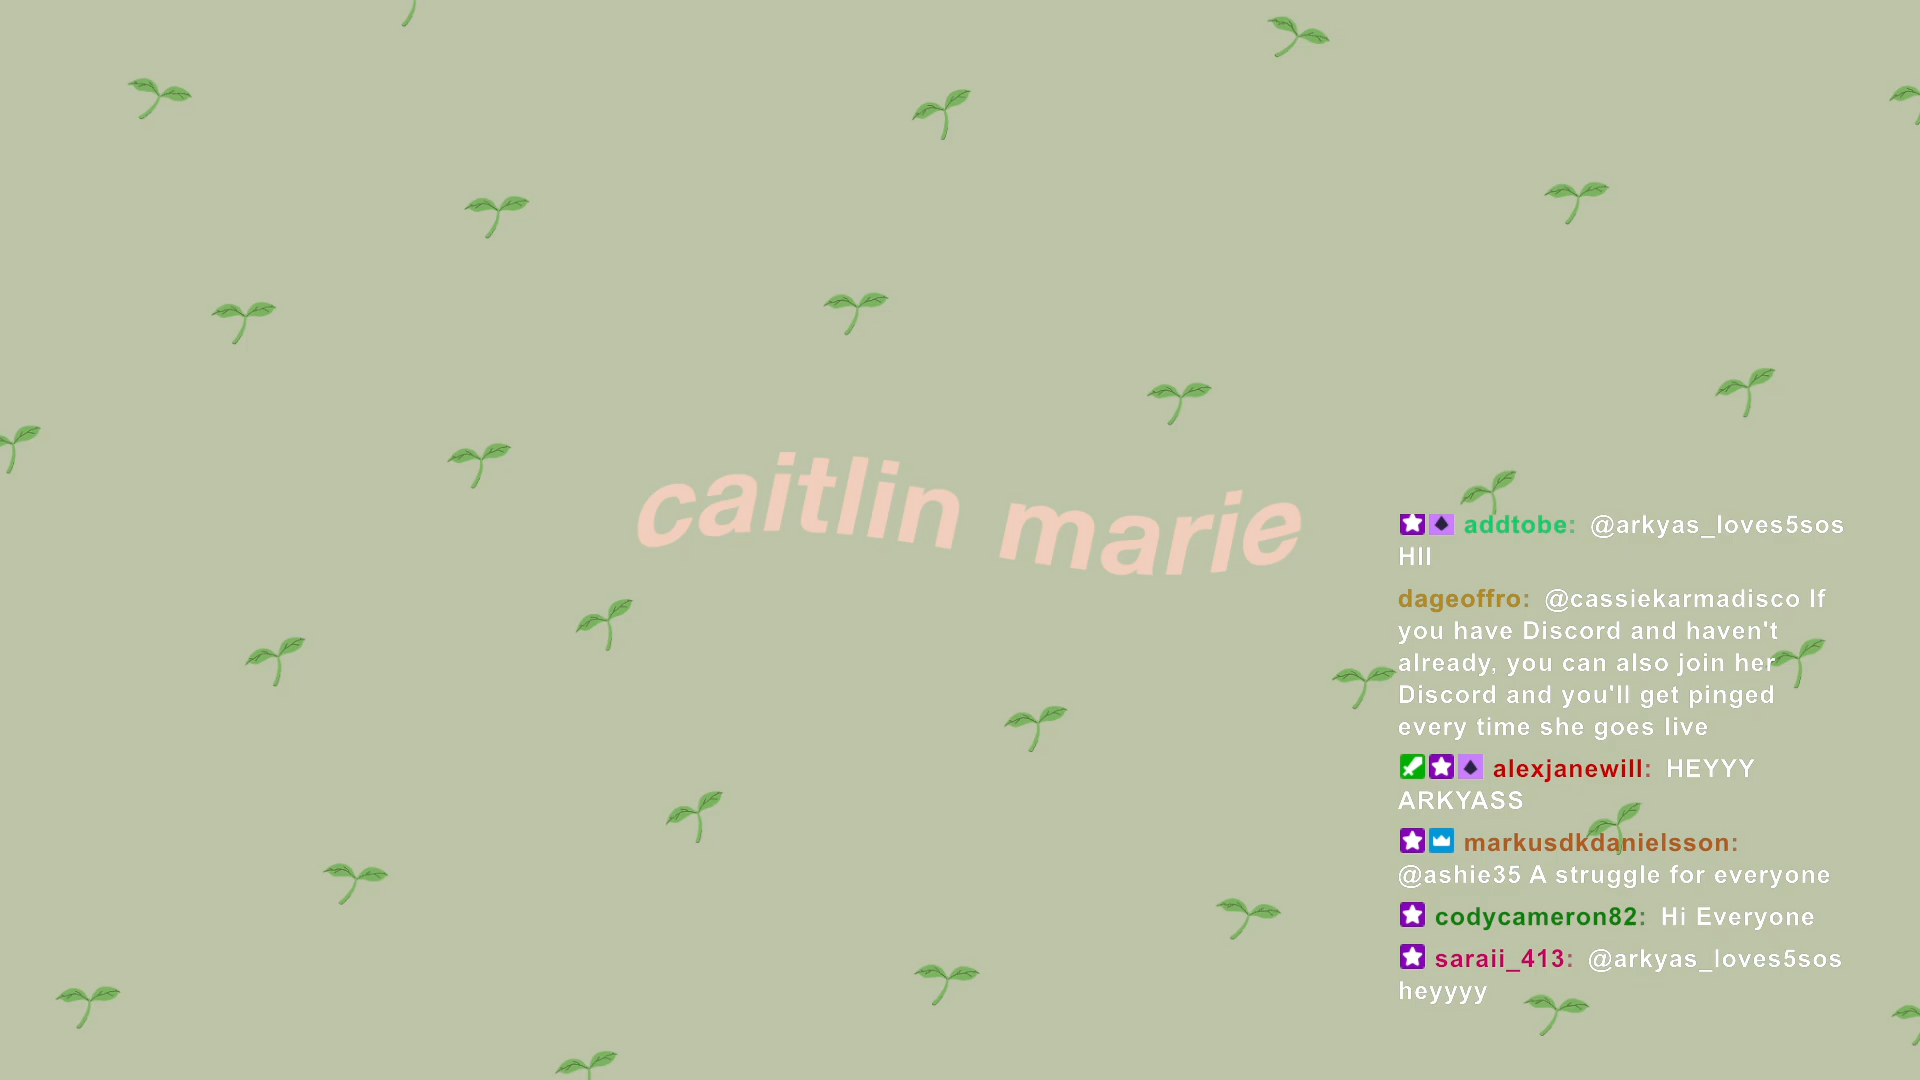 caitlin marie
addtobe: @arkyas_loves5sos
HII
dageoffro: @cassiekarmadisco If
you have Discord and haven't
already, you can also join her
Discord and you'll get pinged
every time she goes live
alexjanewill: HEYYY
ARKYASS
markusdkdanielsson:
@ashie35 A struggle for everyone
codycameron82: Hi Everyone
saraii_413: @arkyas_loves5sos
heyyyy